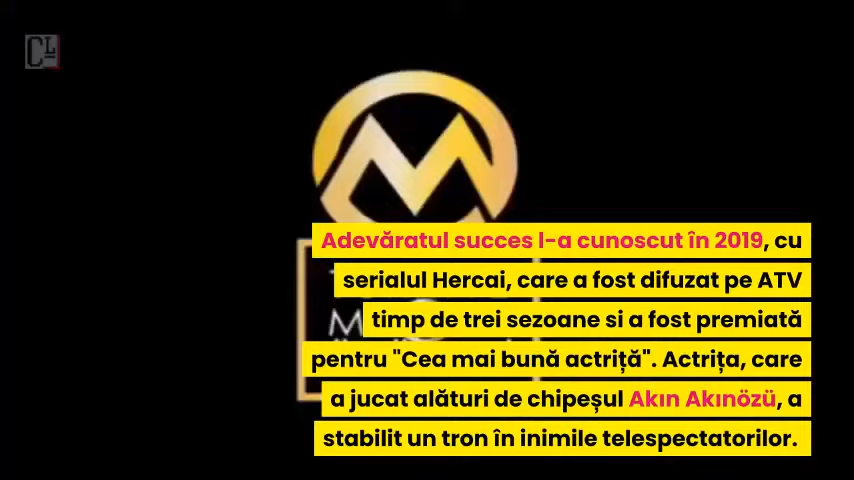 CL
Adevăratul succes l-a cunoscut în 2019, cu
serialul Hercai, care a fost difuzat pe ATV
timp de trei sezoane si a fost premiată
pentru "Cea mai bună actriță". Actrița, care
a jucat alături de chipeșul Akın Akınözü, a
stabilit un tron în inimile telespectatorilor.